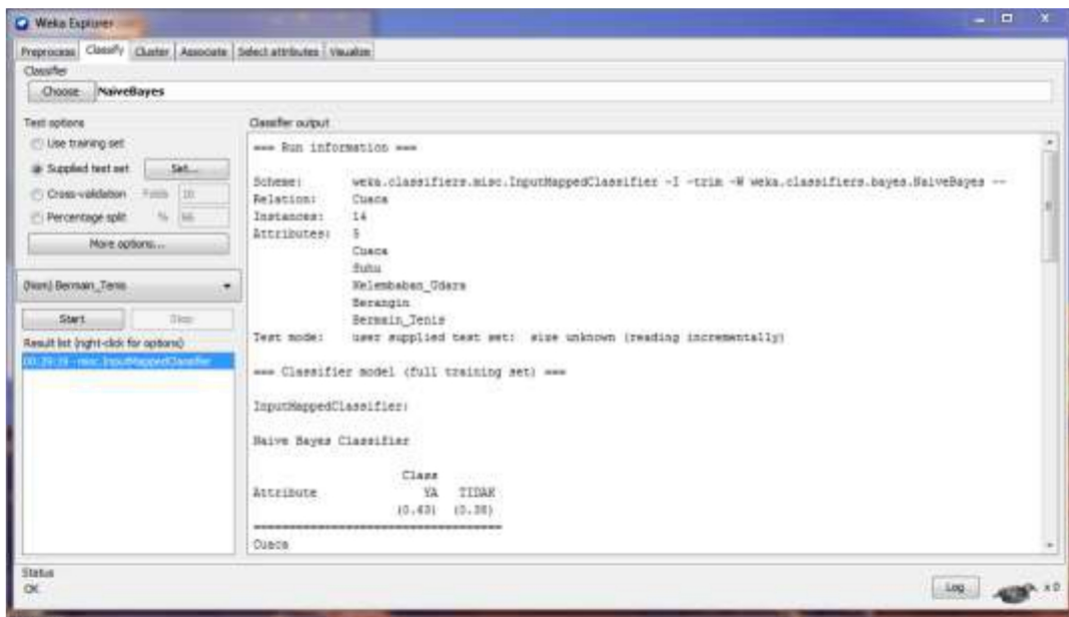 Weka Explorer
Preprocess Classify Cluster Associate Select attributes Visualize
Classifier
Choose NaiveBayes
Test options
Use training set
Supplied test set Set...
Cross-validation Folds 10
Percentage split % 66
More options...
(Nom) Bermain_Tenis
Start Stop
Result list (right-click for options)
00:39:19 - misc.InputMappedClassifier
Classifier output
=== Run information ===
Scheme: weka.classifiers.misc.InputMappedClassifier -I -trim -W weka.classifiers.bayes.NaiveBayes --
Relation: Cuaca
Instances: 14
Attributes: 5
Cuaca
Suhu
Kelembaban_Udara
Berangin
Bermain_Tenis
Test mode: user supplied test set: size unknown (reading incrementally)
=== Classifier model (full training set) ===
InputMappedClassifier:
Naive Bayes Classifier
Class
Attribute YA TIDAK
(0.63) (0.38)
===================================
Cuaca
Status
OK
Log x 0